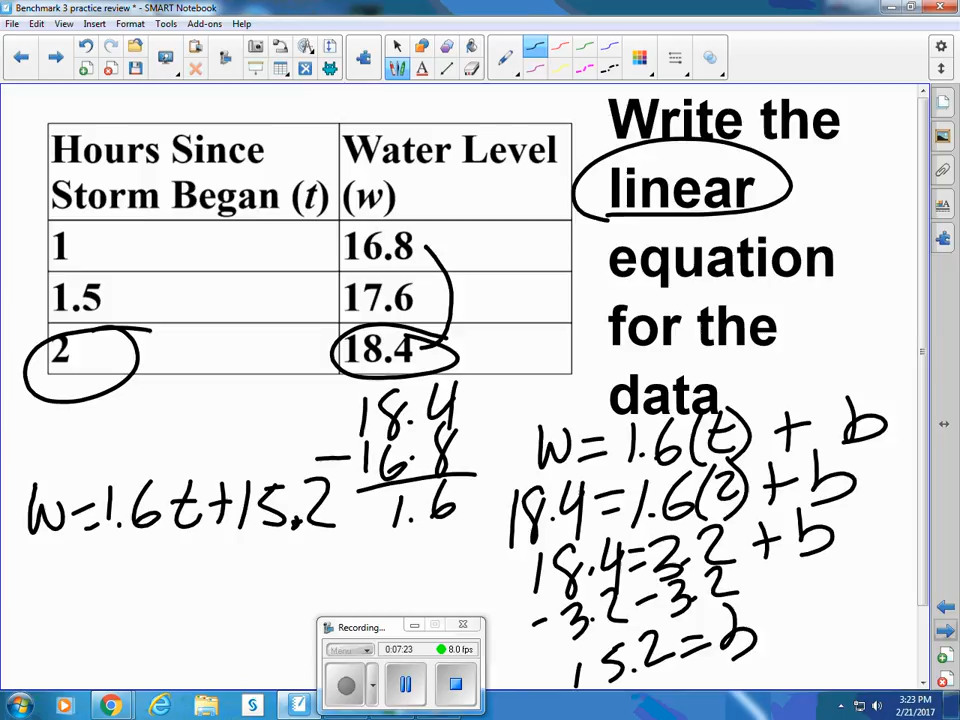 Benchmark 3 practice review * - SMART Notebook
File Edit View Insert Format Tools Add-ons Help
Hours Since Storm Began (t) Water Level (w)
1 16.8
1.5 17.6
2 18.4
Write the
linear
equation
for the
data
18.4
-16.8
1.6
w=1.6t+15.2
w=1.6(t)+b
18.4=1.6(2)+b
18.4=3.2+b
-3.2-3.2
15.2=b
Recording...
Menu
0:07:23 8.0 fps
3:23 PM
2/21/2017